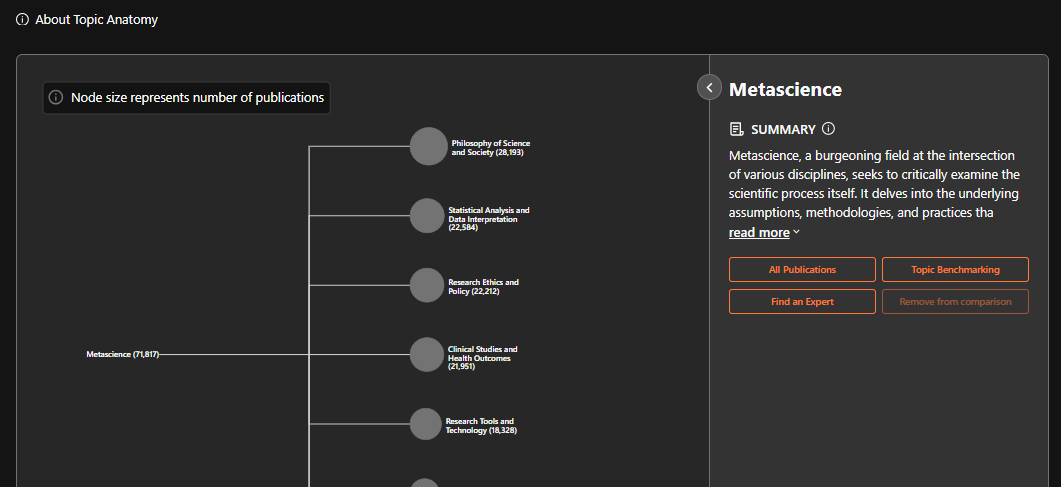 About Topic Anatomy
Node size represents number of publications
Philosophy of Science
and Society (28,193)
Statistical Analysis and
Data Interpretation
(22,584)
Research Ethics and
Policy (22,212)
Metascience (71,817)
Clinical Studies and
Health Outcomes
(21,951)
Research Tools and
Technology (18,328)
Metascience
SUMMARY
Metascience, a burgeoning field at the intersection
of various disciplines, seeks to critically examine the
scientific process itself. It delves into the underlying
assumptions, methodologies, and practices tha
read more
All Publications
Topic Benchmarking
Find an Expert
Remove from comparison